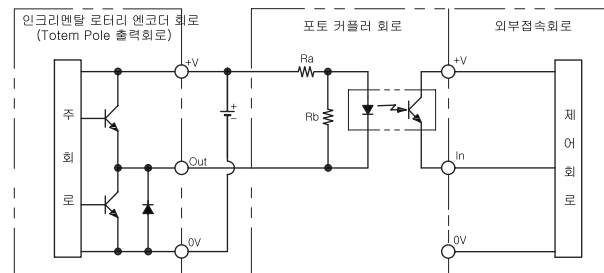 인크리멘탈 로터리 엔코더 회로
(Totem Pole 출력회로)
포토 커플러 회로
외부접속회로
+V
Ra
+V
주 회 로
+
-
Rb
제 어 회 로
Out
In
0V
0V